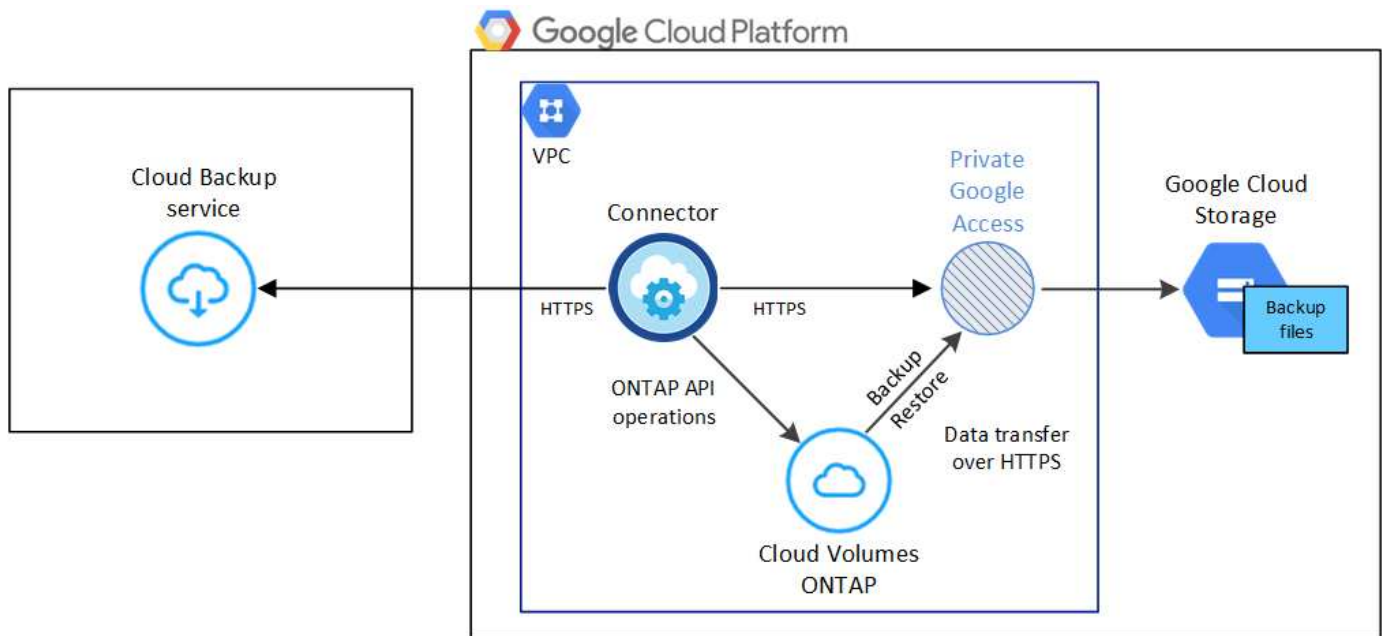 Google Cloud Platform
VPC
Cloud Backup
service
Connector
Private
Google
Access
Google Cloud
Storage
HTTPS
HTTPS
Backup
files
ONTAP API
operations
Backup
Restore
Data transfer
over HTTPS
Cloud Volumes
ONTAP